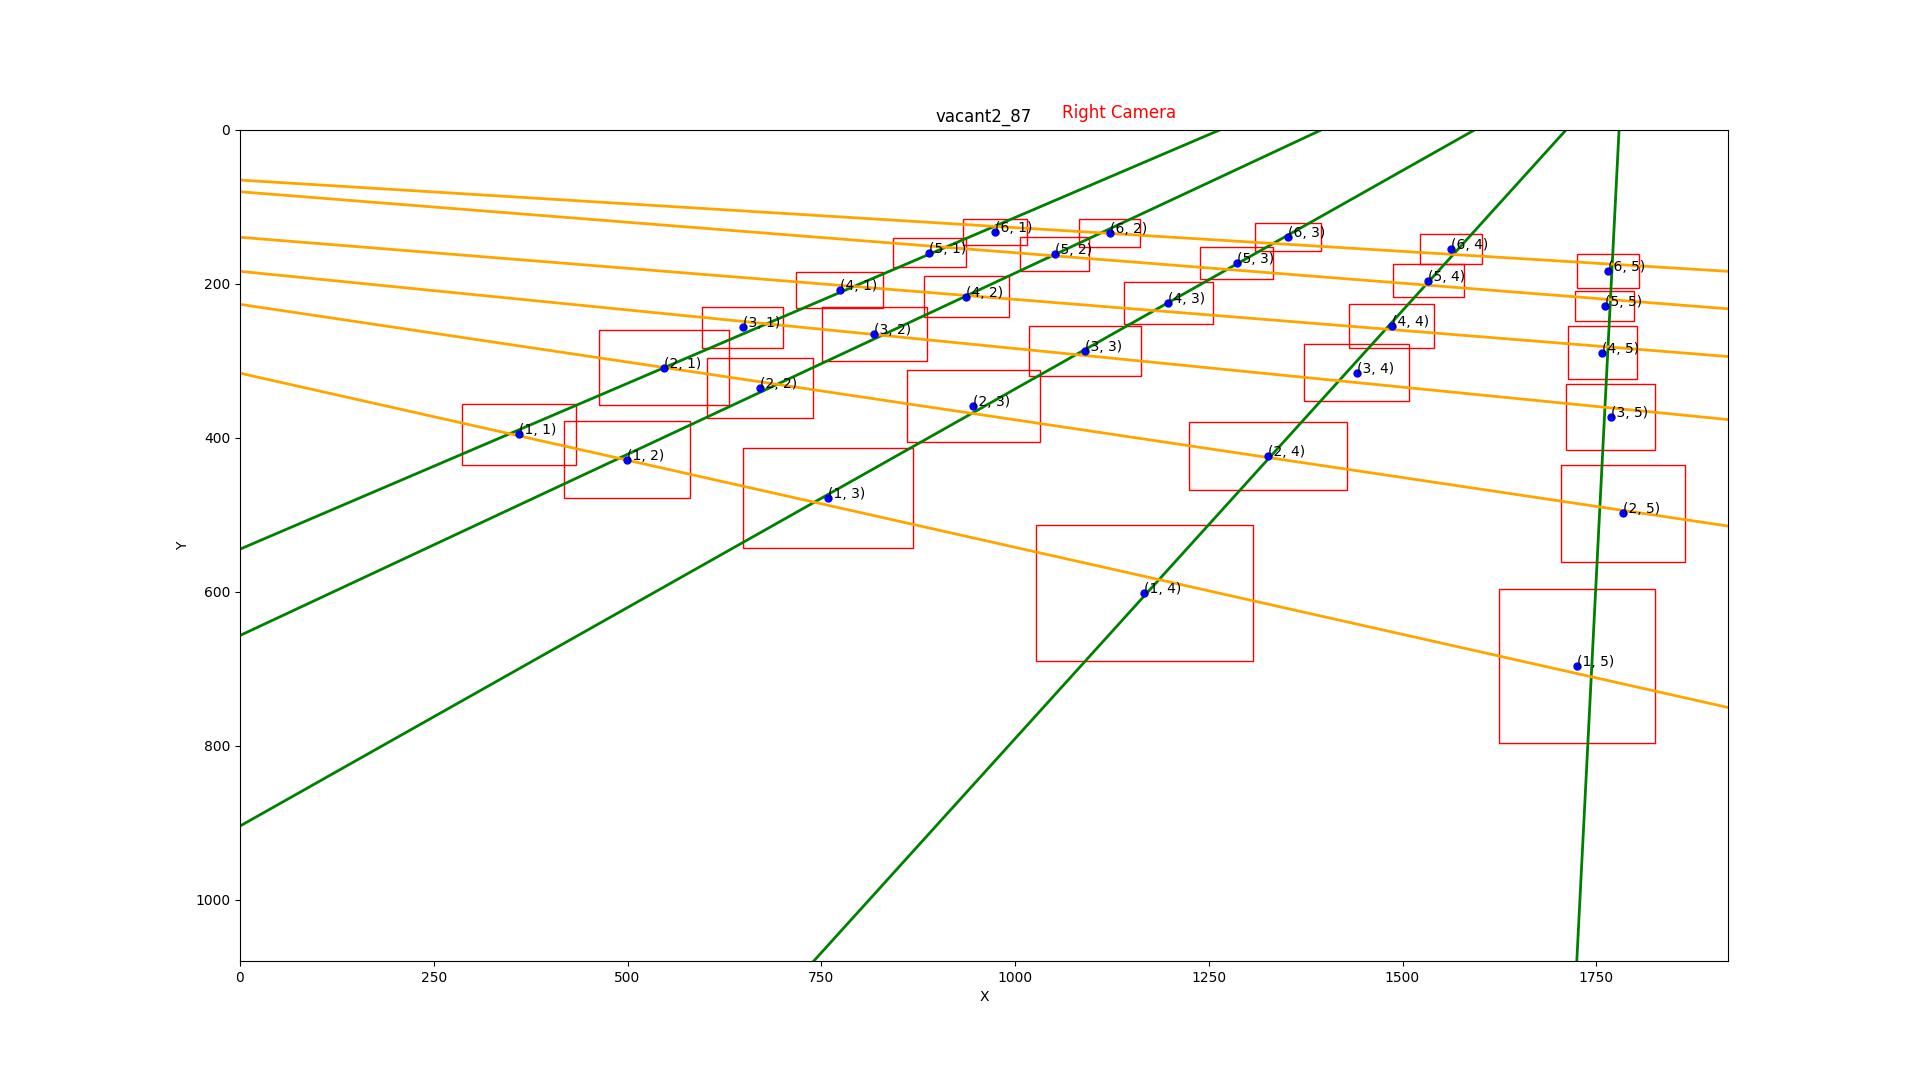 vacant2_87 Right Camera
0
(6, 1) (6, 2) (6, 3)
(5, 1) (5, 2) (5, 3) (6, 4)
(4, 1) (4, 2) (4, 3) (5, 4) (6, 5)
200
(3, 1) (3, 2) (3, 3) (4, 4) (5, 5)
(2, 1) (2, 2) (2, 3) (3, 4) (4, 5)
400
(1, 1) (1, 2) (1, 3) (2, 4) (3, 5)
(2, 5)
Y
600
(1, 4)
(1, 5)
800
1000
0 250 500 750 1000 1250 1500 1750
X